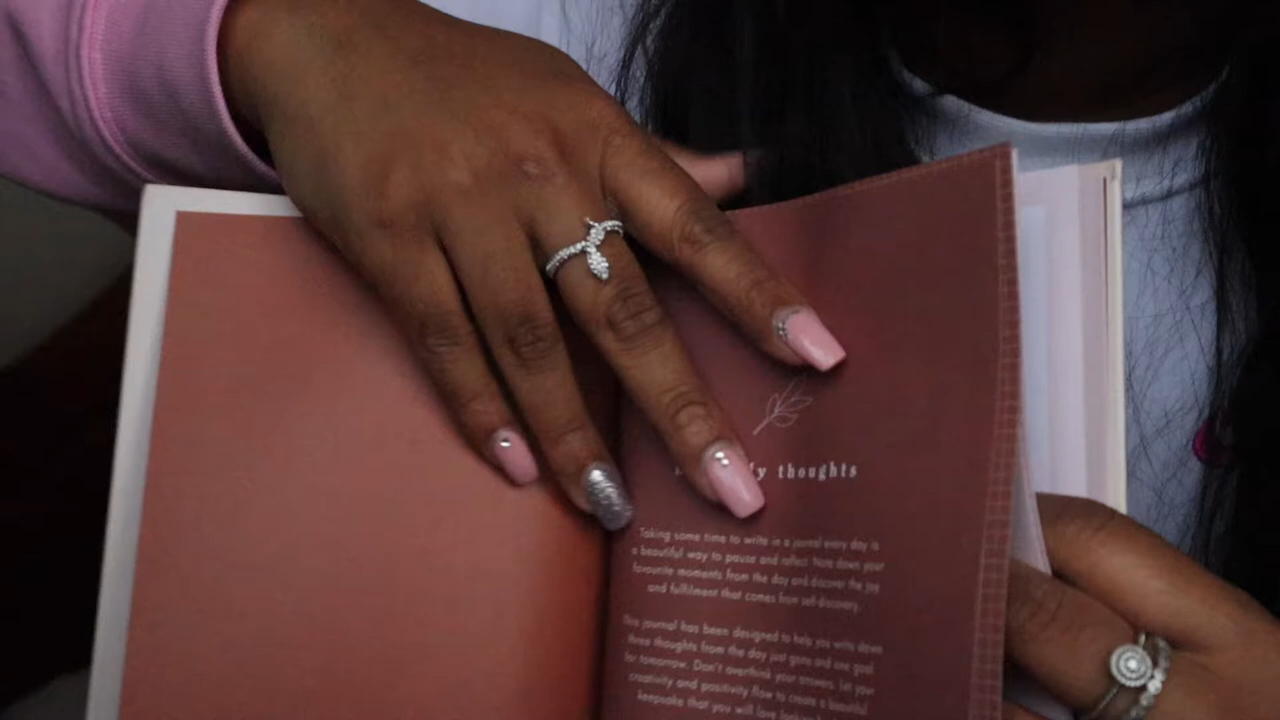 thoughts
Taking some time to write in a journal every day is
a beautiful way to pause and reflect. Note down your
favourite moments from the day and discover the joy
and fulfilment that comes from self-discovery.
This journal has been designed to help you write down
three thoughts from the day just gone and one goal
for tomorrow. Don't overthink your answers, let your
creativity and positivity flow to create a beautiful
keepsake that you will love